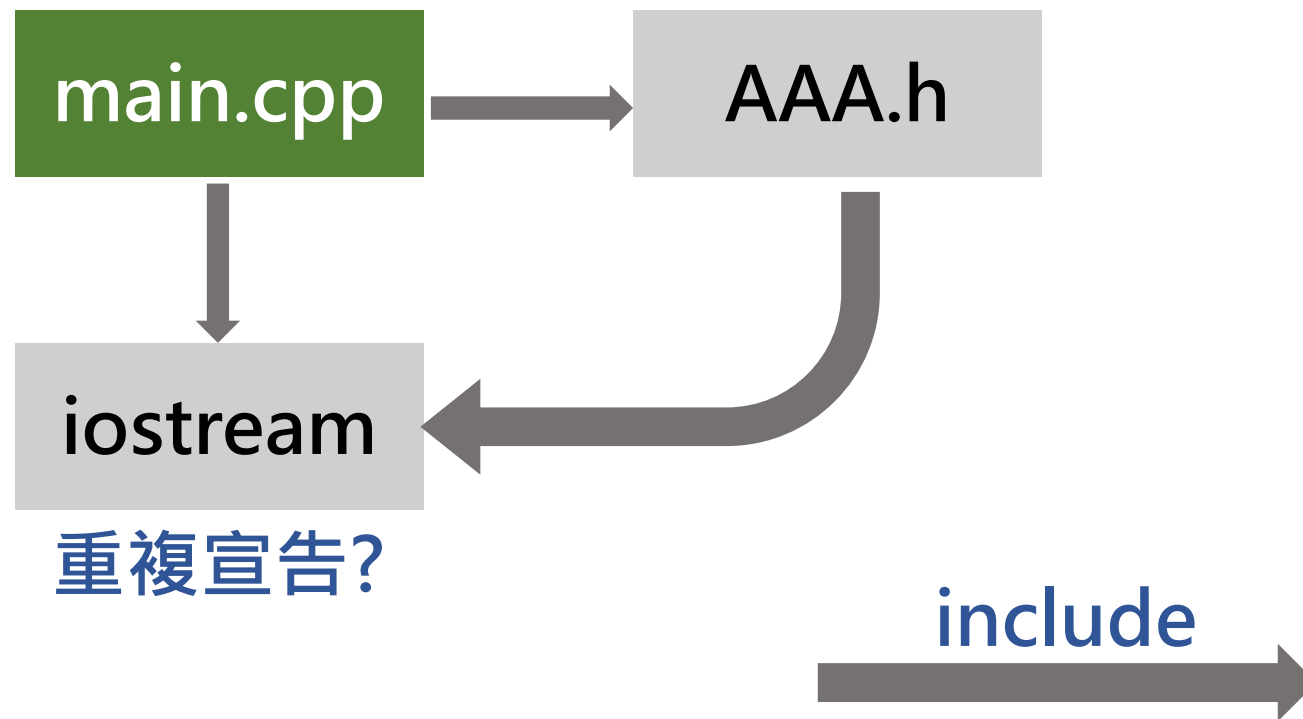 main.cpp
AAA.h
iostream
重複宣告?
include